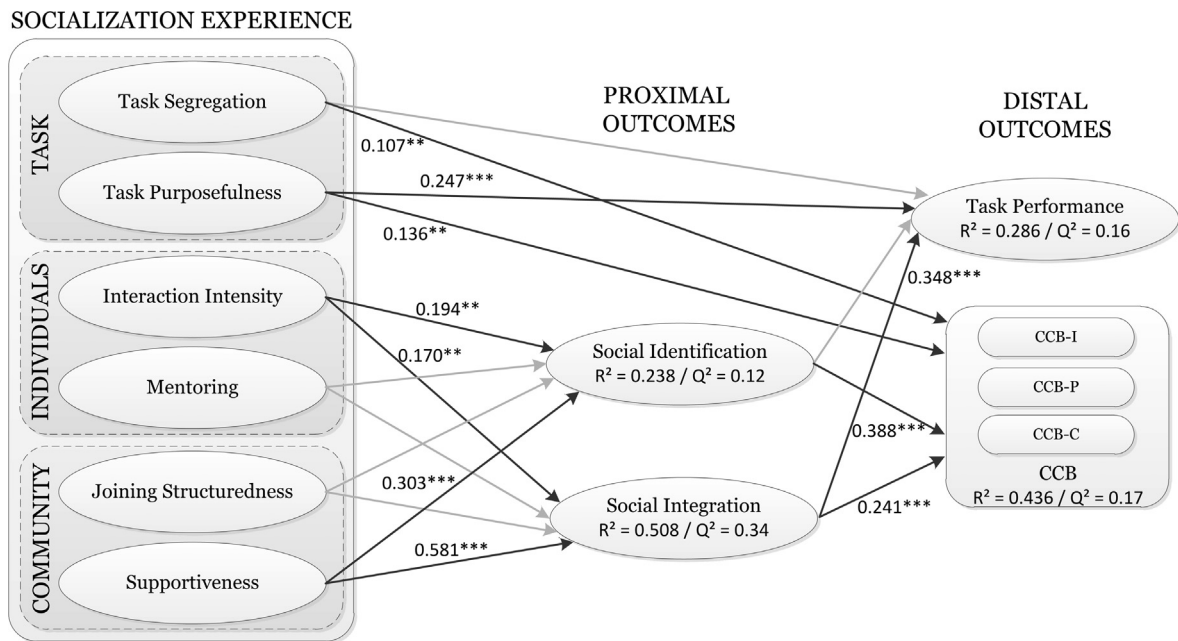 SOCIALIZATION EXPERIENCE
TASK
Task Segregation
Task Purposefulness
INDIVIDUALS
Interaction Intensity
Mentoring
COMMUNITY
Joining Structuredness
Supportiveness
0.107**
0.247***
0.136**
0.194**
0.170**
0.303***
0.581***
PROXIMAL
OUTCOMES
Social Identification
R² = 0.238 / Q² = 0.12
Social Integration
R² = 0.508 / Q² = 0.34
0.348***
0.388***
0.241***
DISTAL
OUTCOMES
Task Performance
R² = 0.286 / Q² = 0.16
CCB-I
CCB-P
CCB-C
CCB
R² = 0.436 / Q² = 0.17